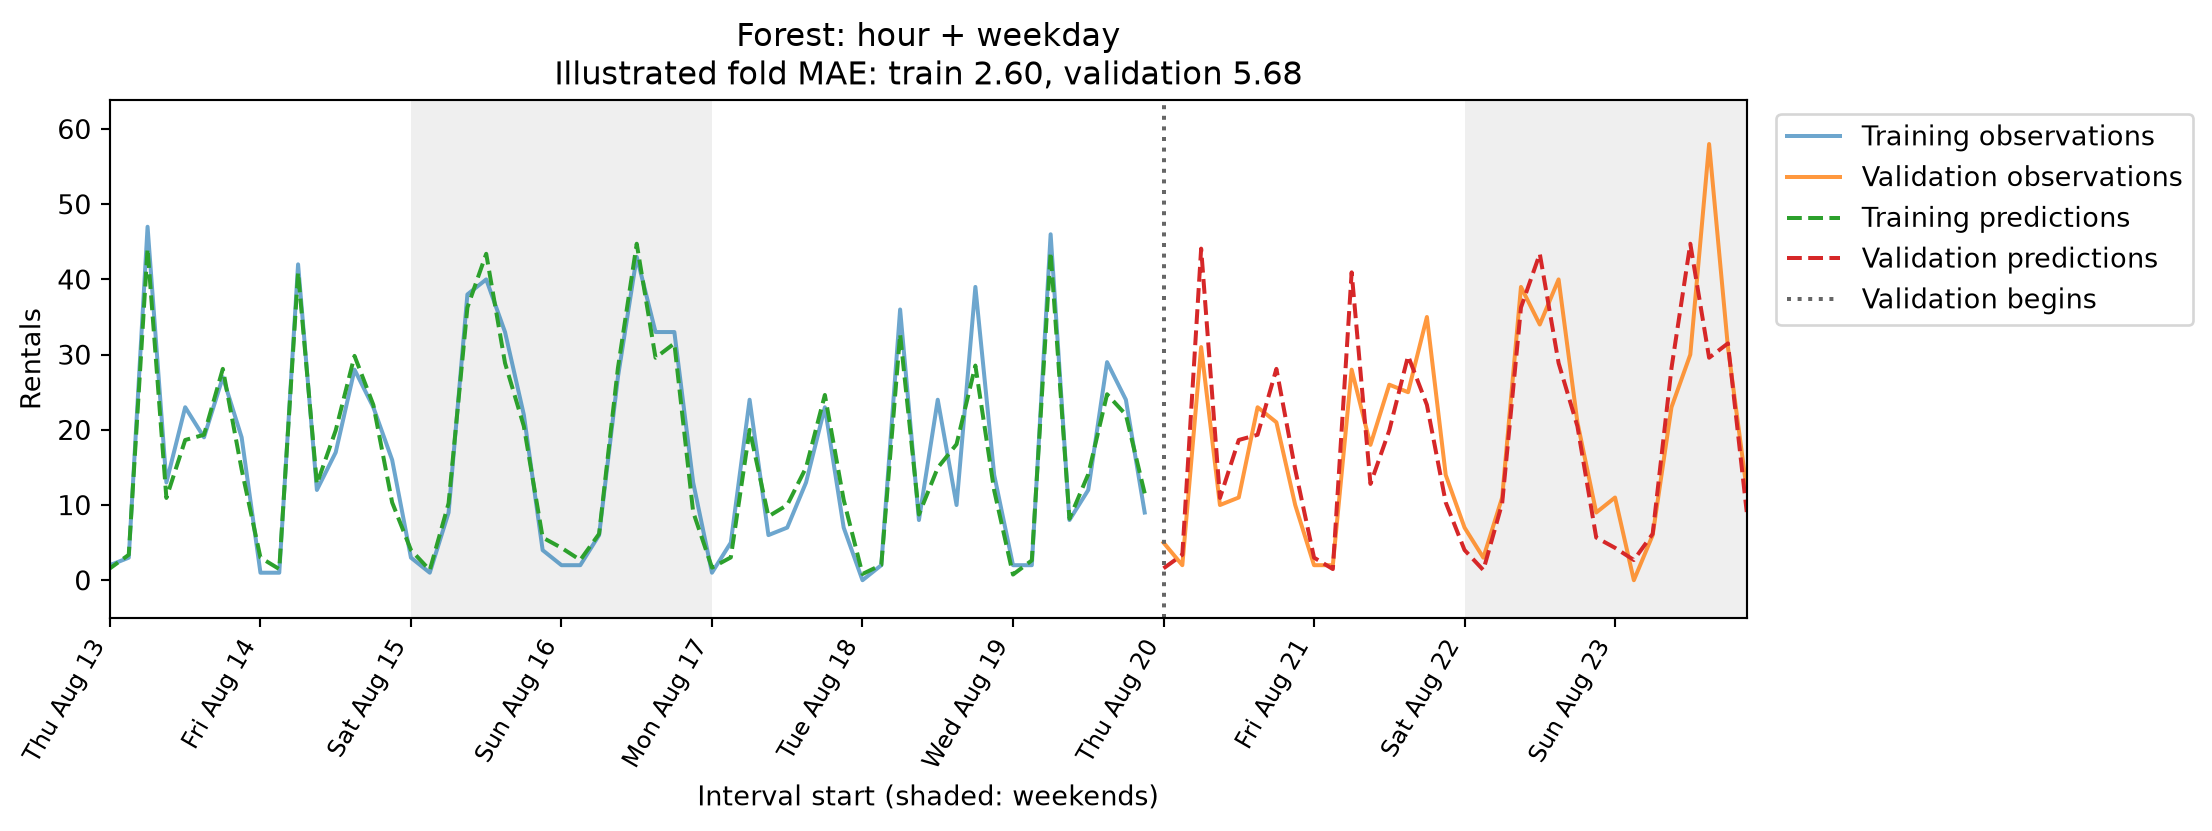 Forest: hour + weekday
Illustrated fold MAE: train 2.60, validation 5.68
Rentals
60
50
40
30
20
10
0
Thu Aug 13
Fri Aug 14
Sat Aug 15
Sun Aug 16
Mon Aug 17
Tue Aug 18
Wed Aug 19
Thu Aug 20
Fri Aug 21
Sat Aug 22
Sun Aug 23
Interval start (shaded: weekends)
Training observations
Validation observations
Training predictions
Validation predictions
Validation begins